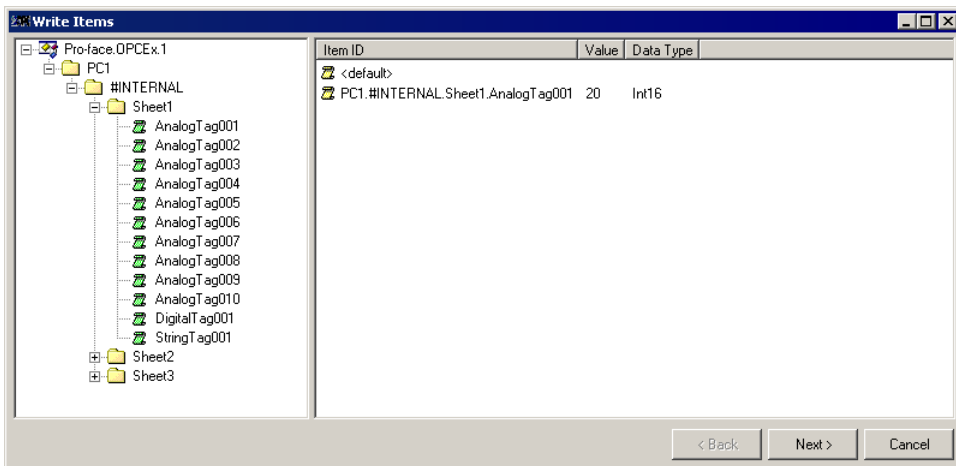 Write Items
Pro-face.OPCEx.1
PC1
#INTERNAL
Sheet1
AnalogTag001
AnalogTag002
AnalogTag003
AnalogTag004
AnalogTag005
AnalogTag006
AnalogTag007
AnalogTag008
AnalogTag009
AnalogTag010
DigitalTag001
StringTag001
Sheet2
Sheet3
Item ID Value Data Type
<default>
PC1.#INTERNAL.Sheet1.AnalogTag001 20 Int16
< Back Next > Cancel